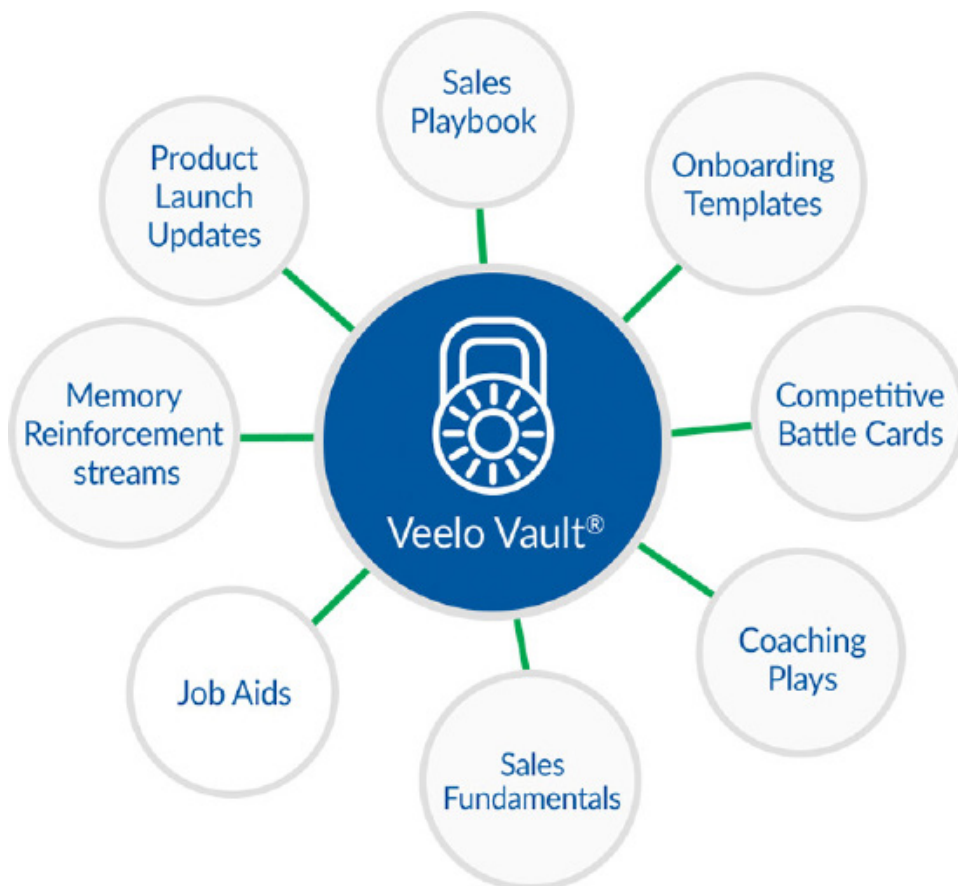 Sales
Playbook
Onboarding
Templates
Competitive
Battle Cards
Coaching
Plays
Sales
Fundamentals
Job Aids
Memory
Reinforcement
streams
Product
Launch
Updates
Veelo Vault®